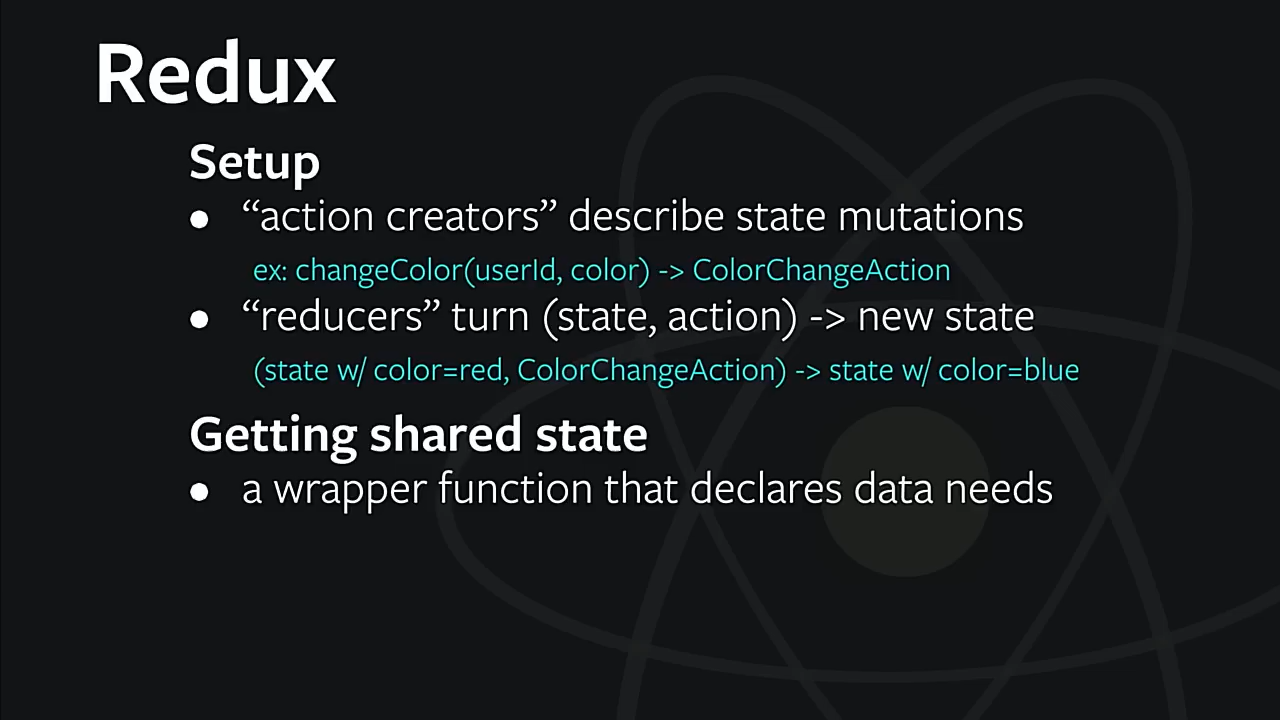 Redux
Setup
● “action creators” describe state mutations
ex: changeColor(userId, color) -> ColorChangeAction
● “reducers” turn (state, action) -> new state
(state w/ color=red, ColorChangeAction) -> state w/ color=blue
Getting shared state
● a wrapper function that declares data needs